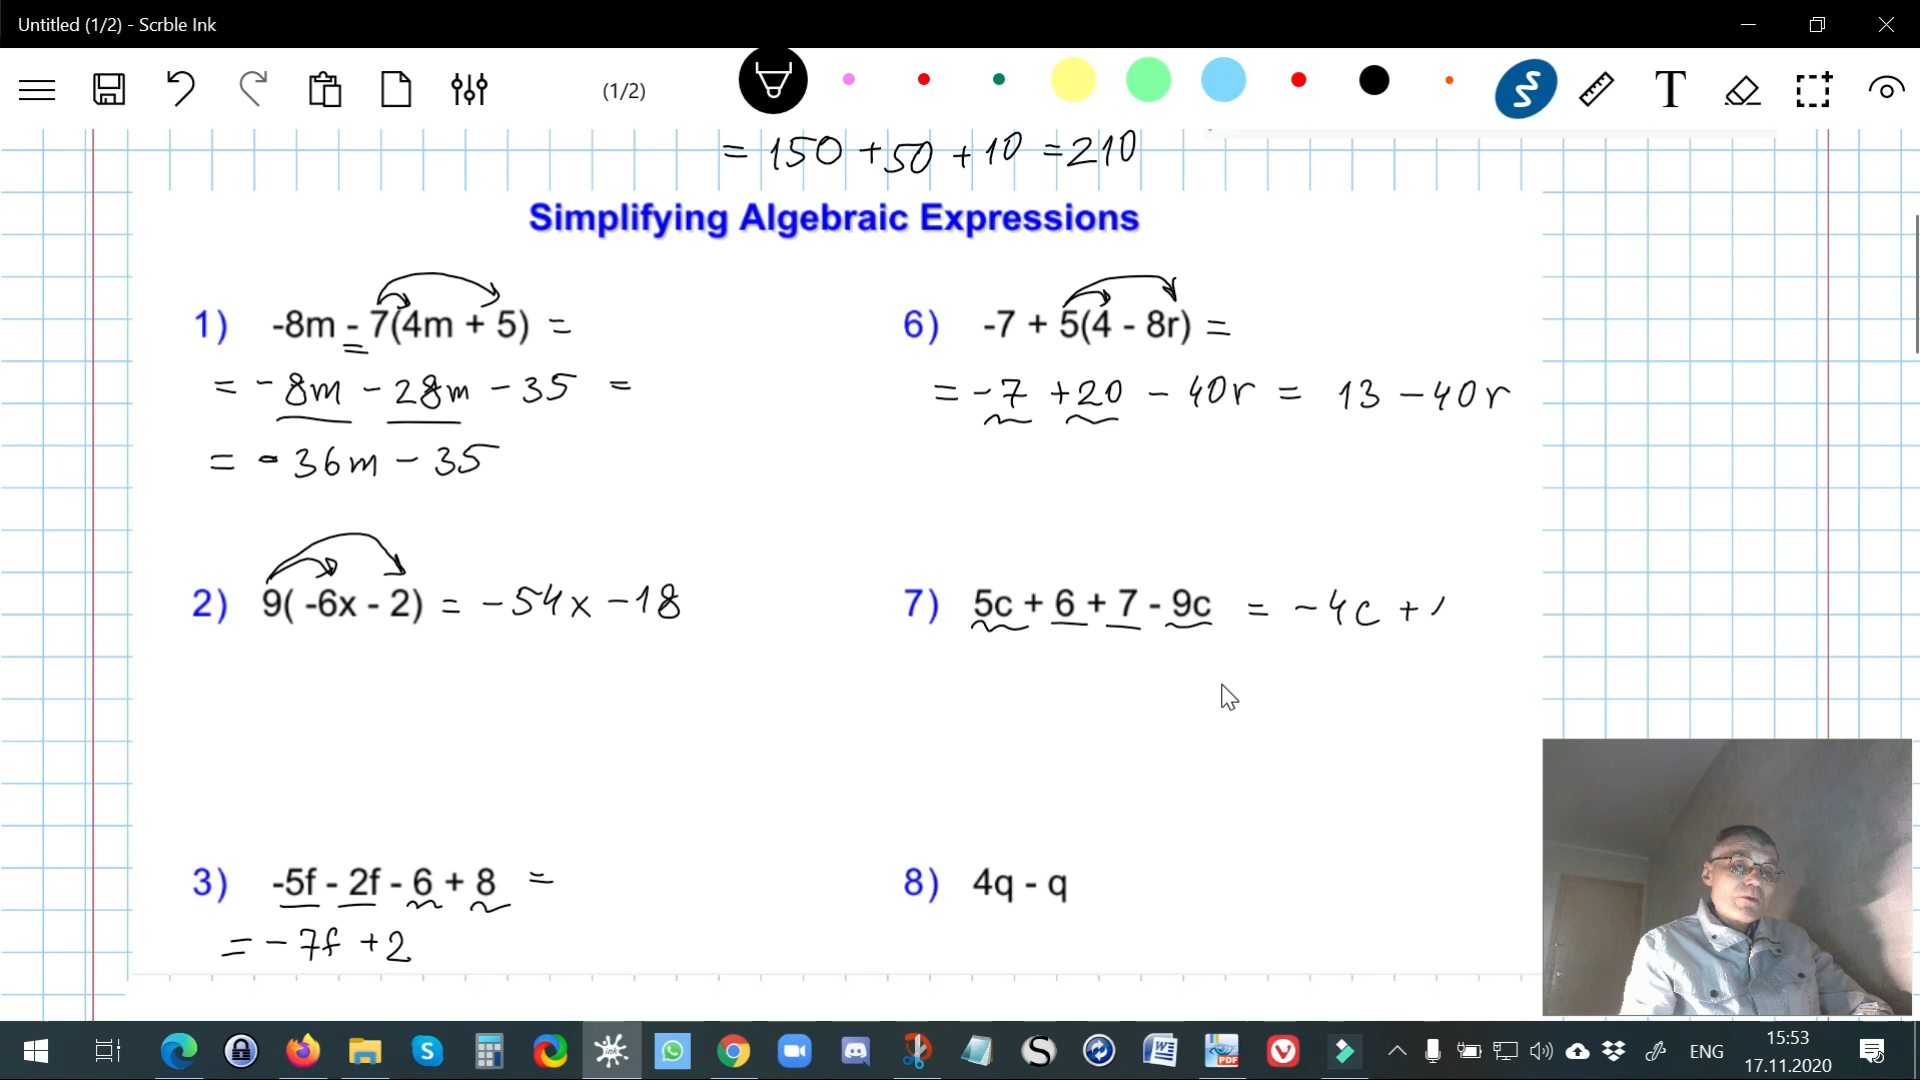 Untitled (1/2) - Scrble Ink
(1/2)
T
= 150 + 50 + 10 = 210
Simplifying Algebraic Expressions
1) -8m - 7(4m + 5) =
= - 8m - 28m - 35 =
= - 36m - 35
2) 9( -6x - 2) = - 54x - 18
3) -5f - 2f - 6 + 8 =
= - 7f + 2
6) -7 + 5(4 - 8r) =
= - 7 + 20 - 40r = 13 - 40r
7) 5c + 6 + 7 - 9c = - 4c +
8) 4q - q
ENG
15:53
17.11.2020